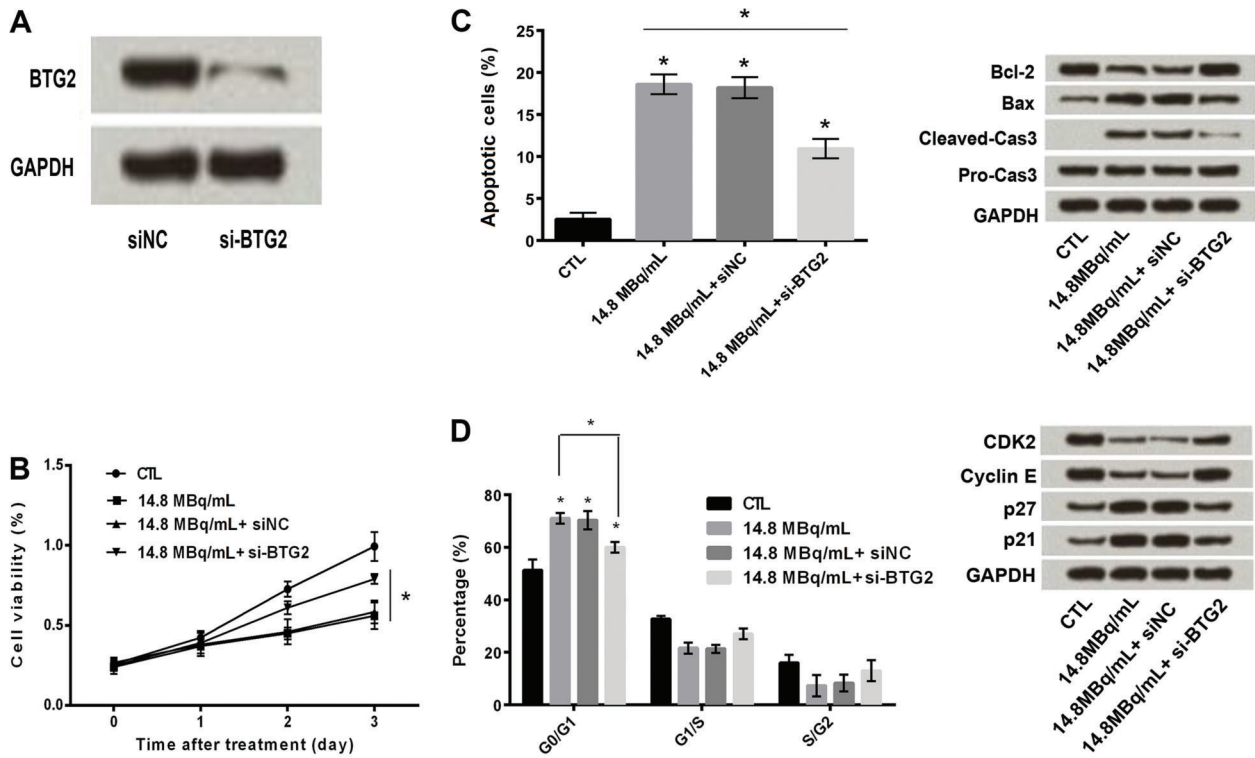 A
BTG2
GAPDH
siNC si-BTG2
B
Cell viability (%)
1.5
1.0
0.5
0.0
0 1 2 3
Time after treatment (day)
CTL
14.8 MBq/mL
14.8 MBq/mL+ siNC
14.8 MBq/mL+ si-BTG2
*
C
Apoptotic cells (%)
25
20
15
10
5
0
*
* * *
CTL
14.8 MBq/mL
14.8 MBq/mL+siNC
14.8 MBq/mL+si-BTG2
Bcl-2
Bax
Cleaved-Cas3
Pro-Cas3
GAPDH
CTL
14.8MBq/mL
14.8MBq/mL+ siNC
14.8MBq/mL+ si-BTG2
D
Percentage (%)
80
60
40
20
0
*
* * *
G0/G1
G1/S
S/G2
CTL
14.8 MBq/mL
14.8 MBq/mL+ siNC
14.8 MBq/mL+si-BTG2
CDK2
Cyclin E
p27
p21
GAPDH
CTL
14.8MBq/mL
14.8MBq/mL+ siNC
14.8MBq/mL+ si-BTG2